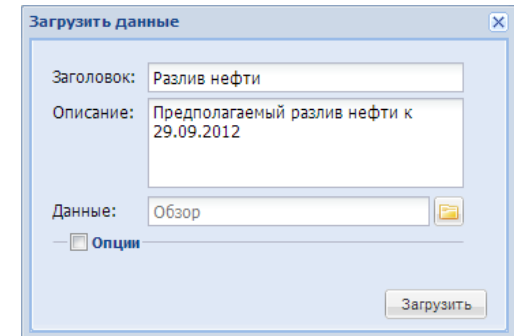 Загрузить данные
Заголовок: Разлив нефти
Описание: Предполагаемый разлив нефти к
29.09.2012
Данные: Обзор
Опции
Загрузить